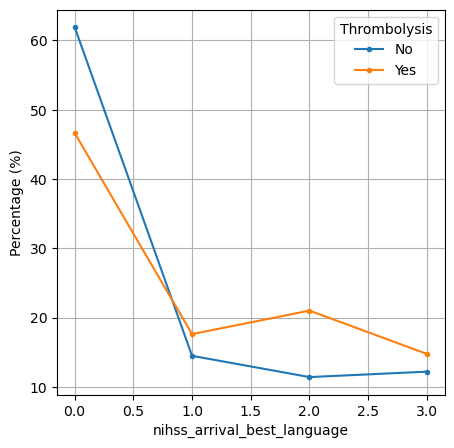 Thrombolysis
No
Yes
Percentage (%)
60
50
40
30
20
10
0.0 0.5 1.0 1.5 2.0 2.5 3.0
nihss_arrival_best_language